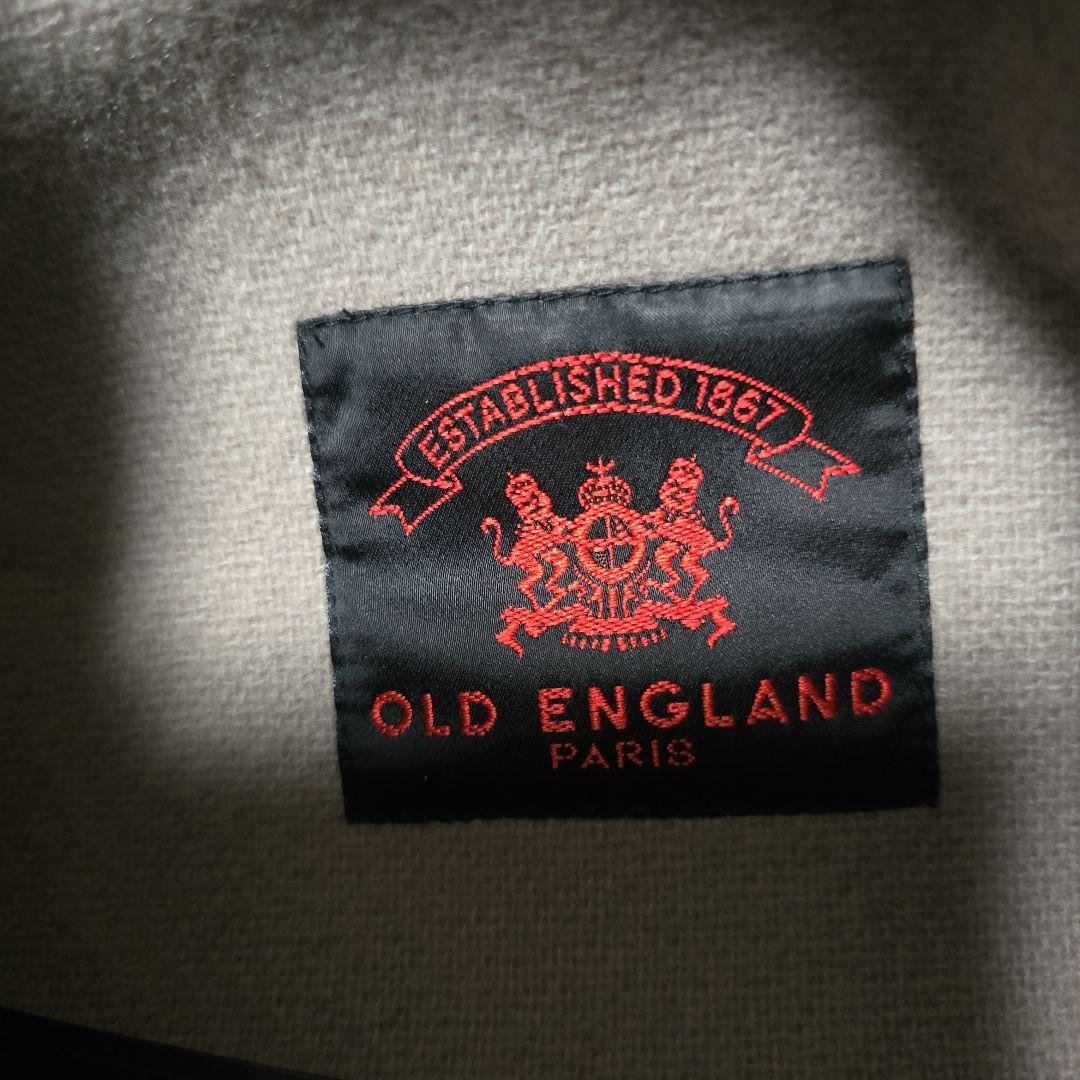 ESTABLISHED 1867
OLD ENGLAND
PARIS